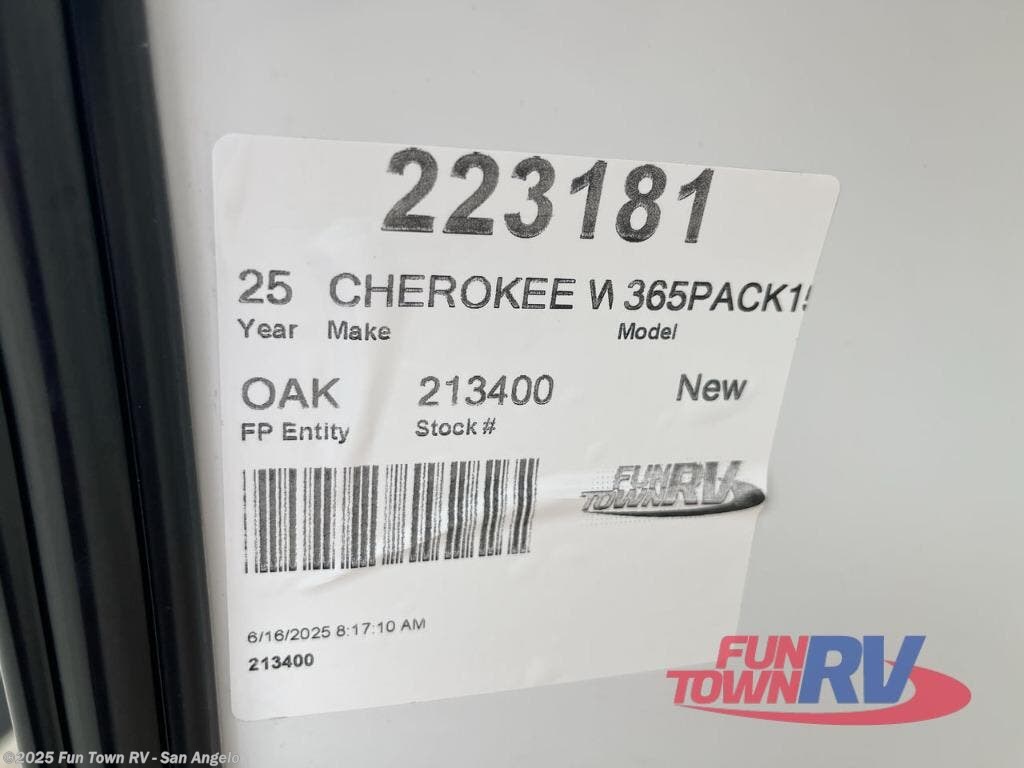 223181
25 CHEROKEE W 365PACK15
Year Make Model
OAK 213400 New
FP Entity Stock #
FUN TOWN RV
6/16/2025 8:17:10 AM
213400
FUN TOWN RV
©2025 Fun Town RV - San Angelo